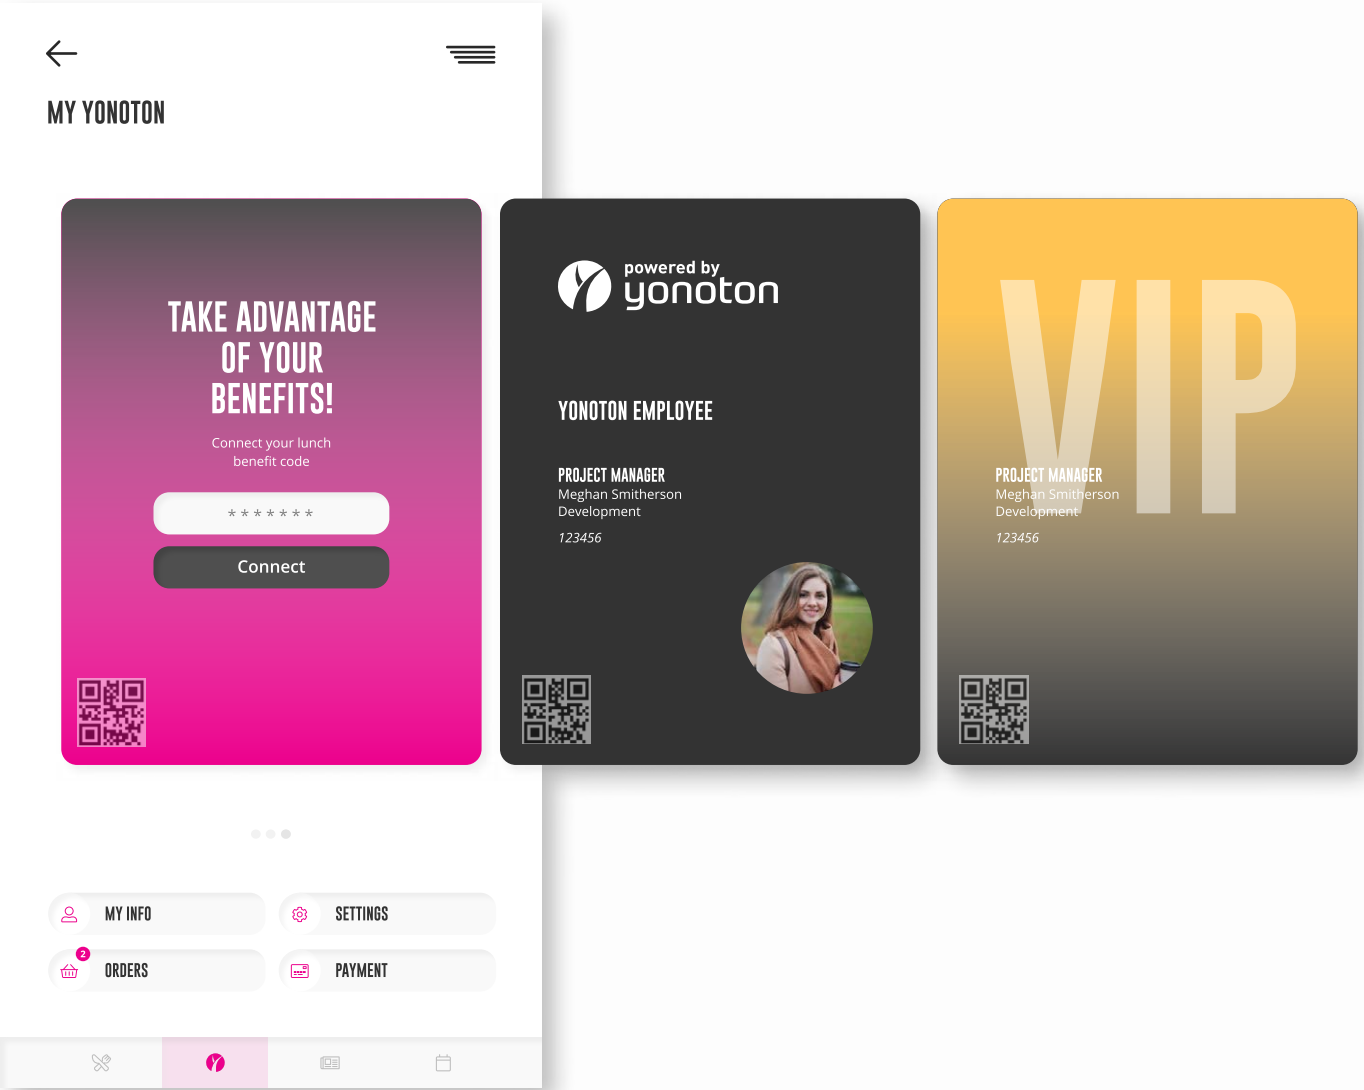 MY YONOTON
TAKE ADVANTAGE
OF YOUR
BENEFITS!
Connect your lunch
benefit code
*******
Connect
powered by
yonoton
YONOTON EMPLOYEE
PROJECT MANAGER
Meghan Smitherson
Development
123456
VIP
PROJECT MANAGER
Meghan Smitherson
Development
123456
MY INFO
SETTINGS
2
ORDERS
PAYMENT